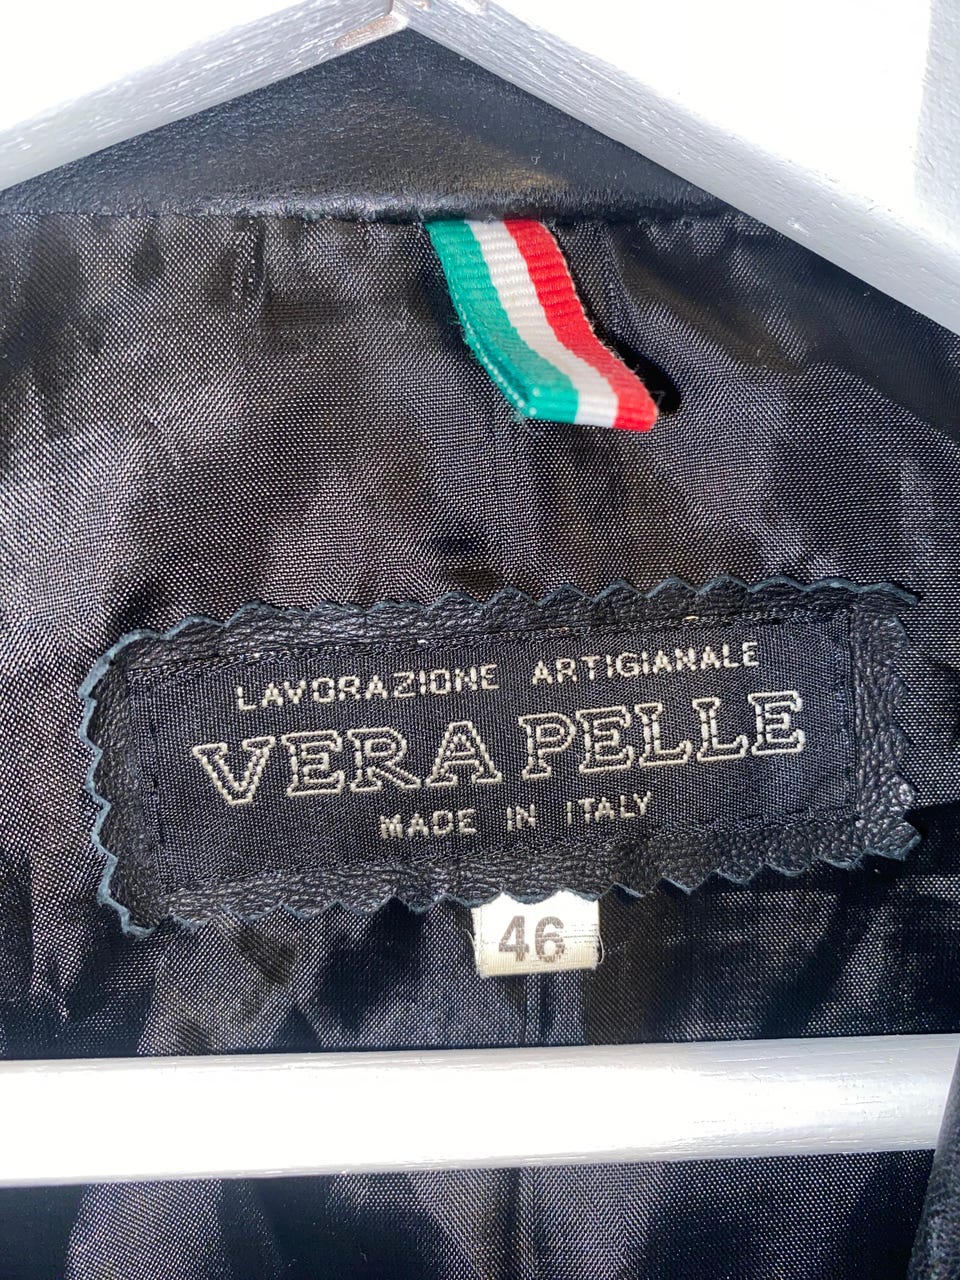 LAVORAZIONE ARTIGIANALE
VERA PELLE
MADE IN ITALY
46